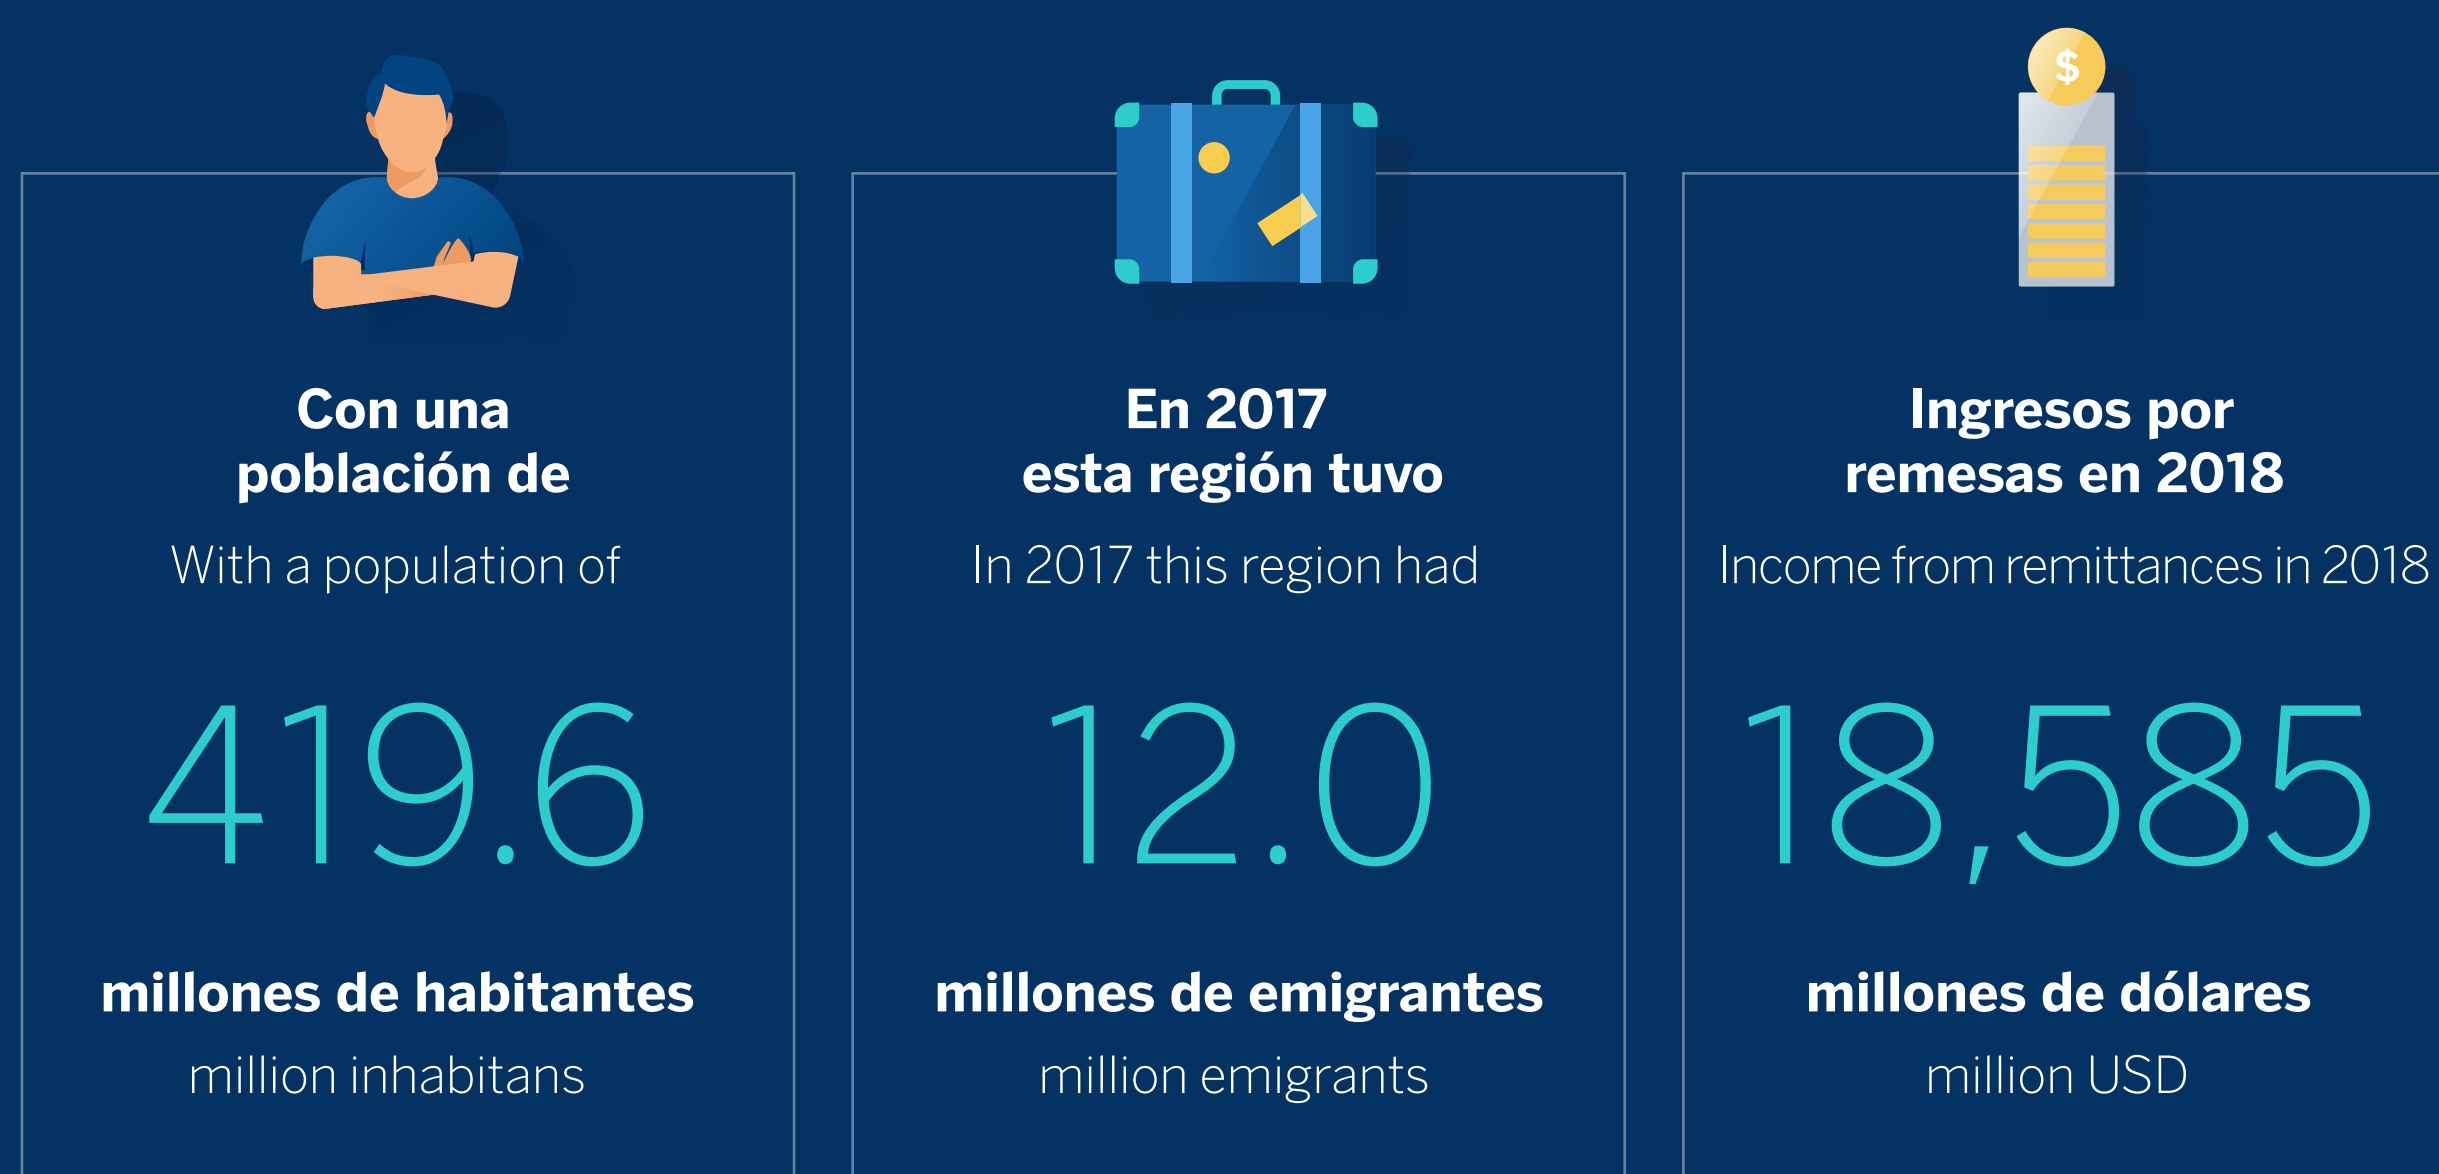 Con una
población de
With a population of
419.6
millones de habitantes
million inhabitans
En 2017
esta región tuvo
In 2017 this region had
12.0
millones de emigrantes
million emigrants
$
Ingresos por
remesas en 2018
Income from remittances in 2018
18,585
millones de dólares
million USD